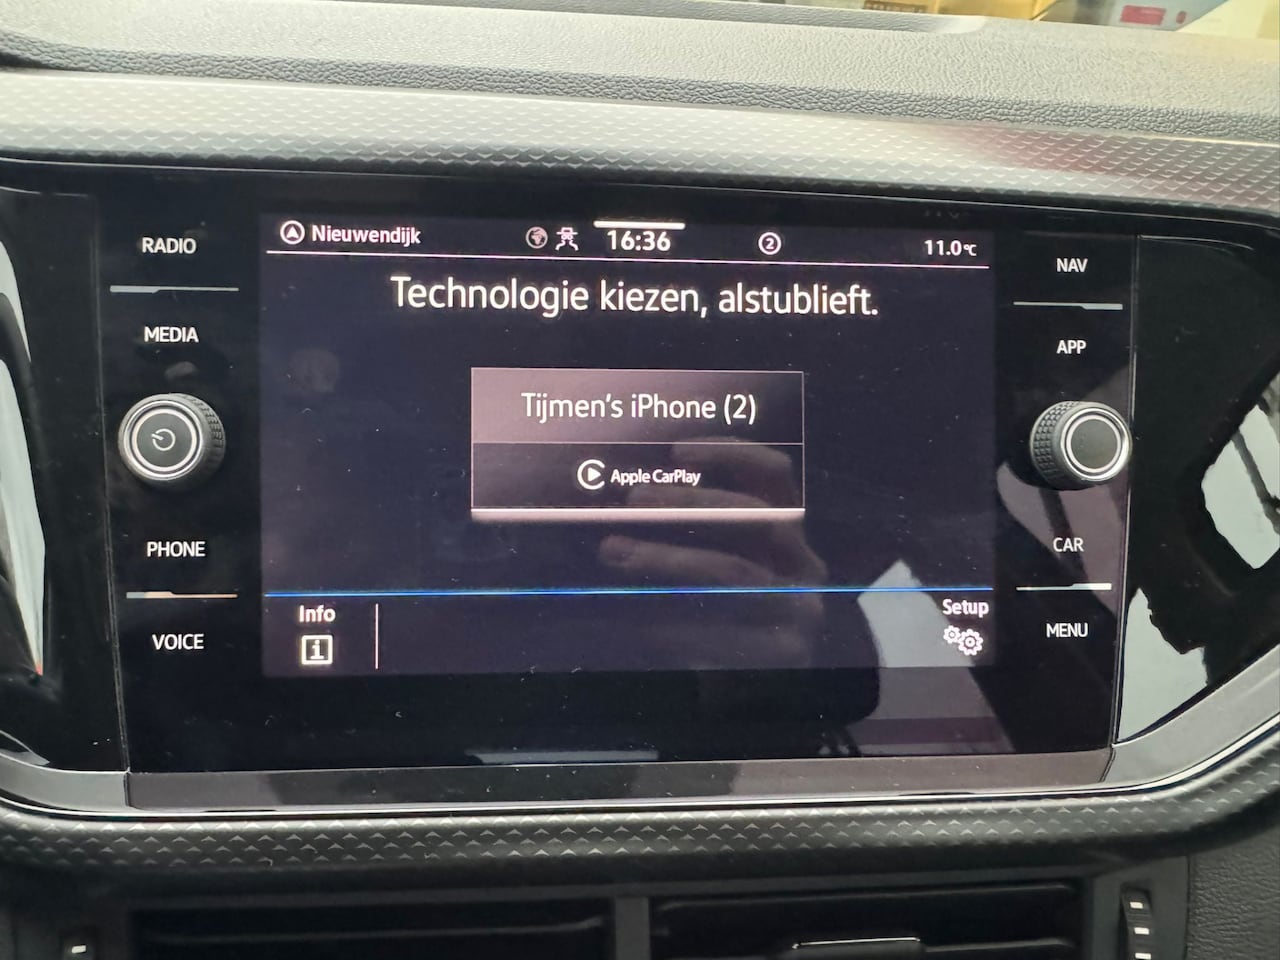 Nieuwendijk 16:36 2 11.0°C
Technologie kiezen, alstublieft.
Tijmen's iPhone (2)
Apple CarPlay
Info
Setup
RADIO
MEDIA
PHONE
VOICE
NAV
APP
CAR
MENU